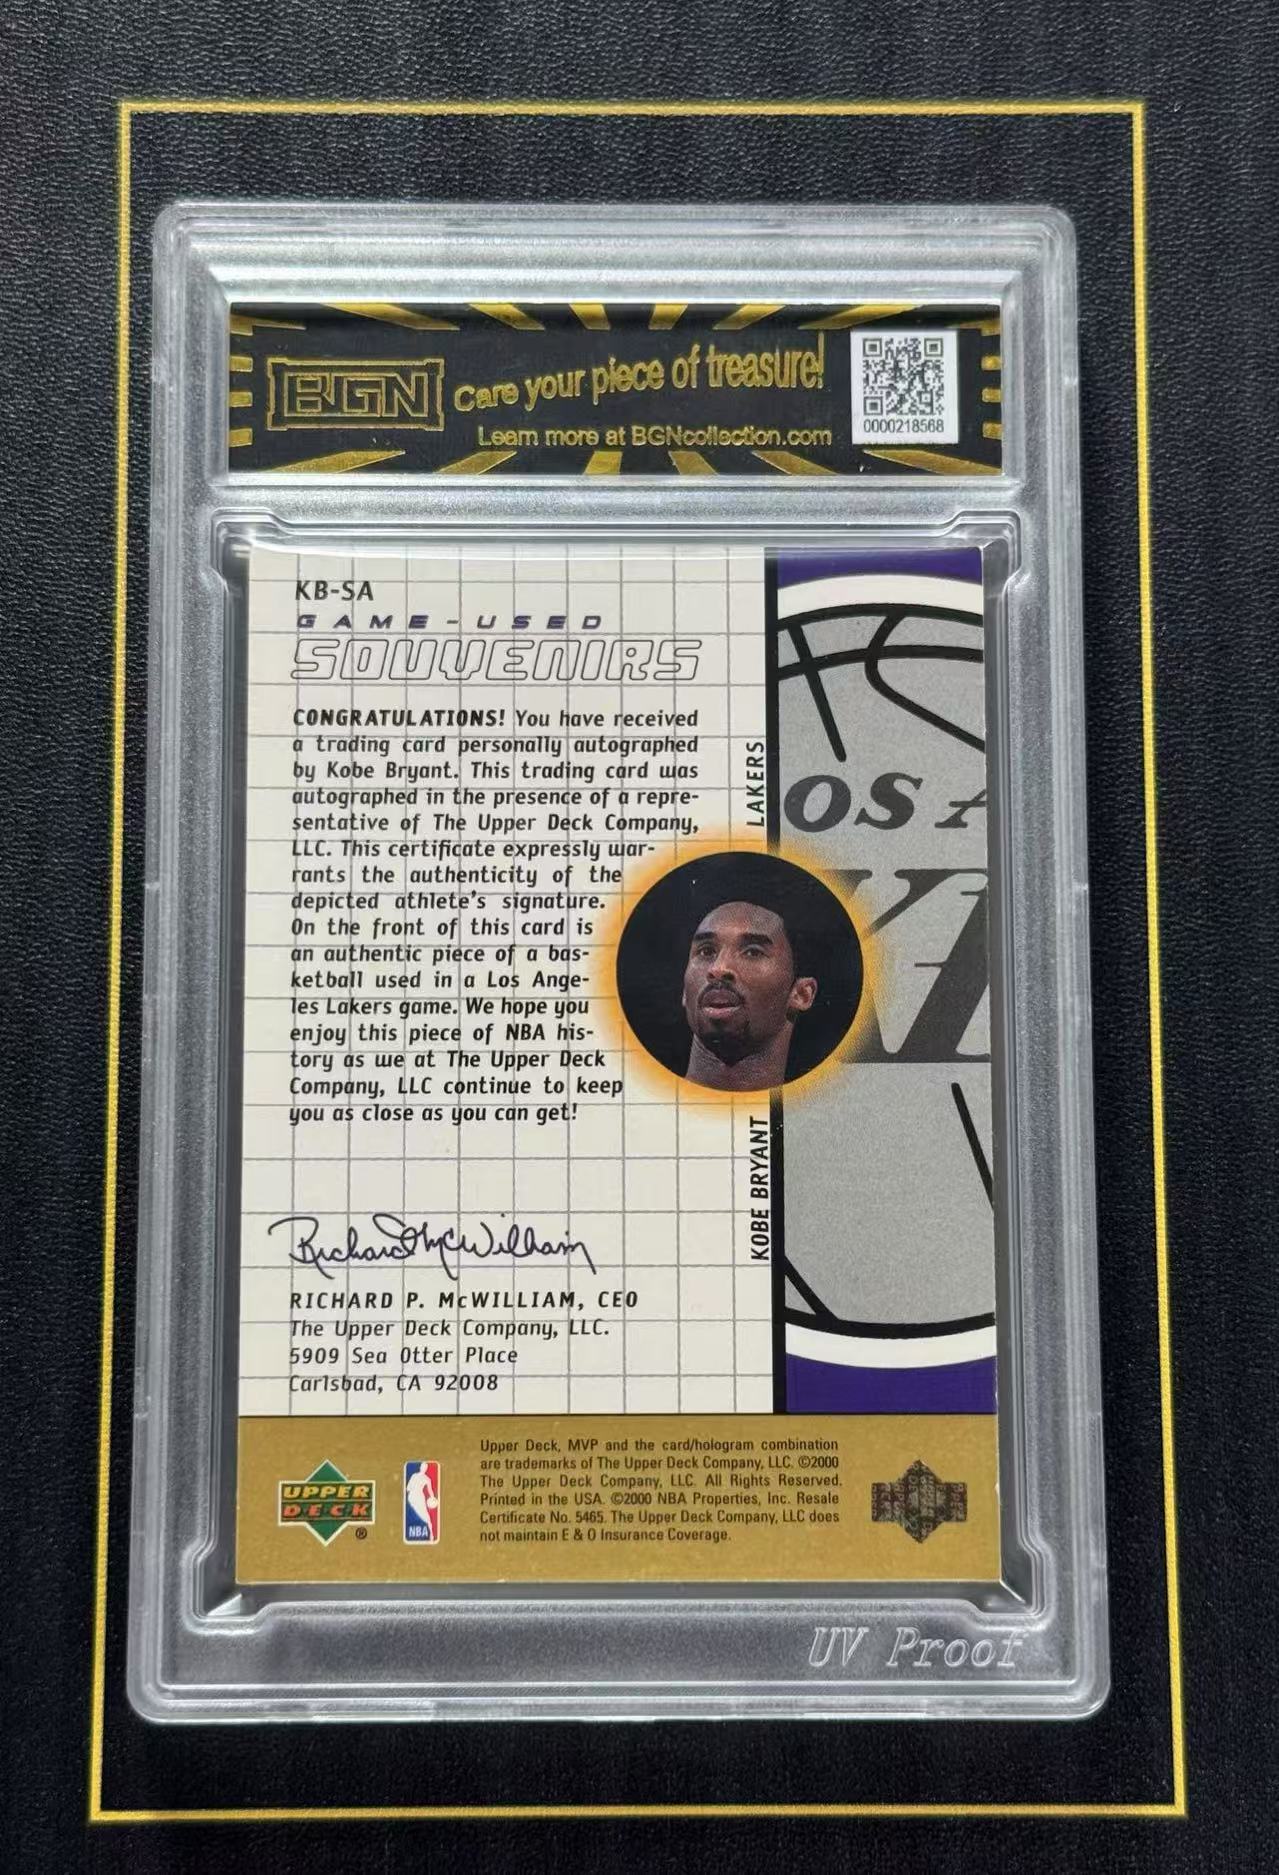 BGN
Care your piece of treasure!
Learn more at BGNcollection.com
0000218568
KB-SA
GAME-USED
SOUVENIRS
CONGRATULATIONS! You have received
a trading card personally autographed
by Kobe Bryant. This trading card was
autographed in the presence of a repre-
sentative of The Upper Deck Company,
LLC. This certificate expressly war-
rants the authenticity of the
depicted athlete's signature.
On the front of this card is
an authentic piece of a bas-
ketball used in a Los Ange-
les Lakers game. We hope you
enjoy this piece of NBA his-
tory as we at The Upper Deck
Company, LLC continue to keep
you as close as you can get!
LAKERS
KOBE BRYANT
OS A
Richard McWilliam
RICHARD P. McWILLIAM, CEO
The Upper Deck Company, LLC.
5909 Sea Otter Place
Carlsbad, CA 92008
UPPER
DECK
®
NBA
Upper Deck, MVP and the card/hologram combination
are trademarks of The Upper Deck Company, LLC. ©2000
The Upper Deck Company, LLC. All Rights Reserved.
Printed in the USA. ©2000 NBA Properties, Inc. Resale
Certificate No. 5465. The Upper Deck Company, LLC does
not maintain E & O Insurance Coverage.
UV Proof